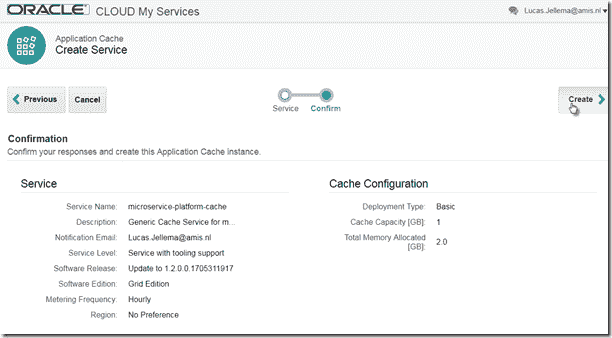 ORACLE CLOUD My Services
Lucas.Jellema@amis.nl
Application Cache
Create Service
Previous
Cancel
Service
Confirm
Create
Confirmation
Confirm your responses and create this Application Cache instance.
Service
Service Name: microservice-platform-cache
Description: Generic Cache Service for m...
Notification Email: Lucas.Jellema@amis.nl
Service Level: Service with tooling support
Software Release: Update to 1.2.0.0.1705311917
Software Edition: Grid Edition
Metering Frequency: Hourly
Region: No Preference
Cache Configuration
Deployment Type: Basic
Cache Capacity [GB]: 1
Total Memory Allocated 2.0
[GB]: